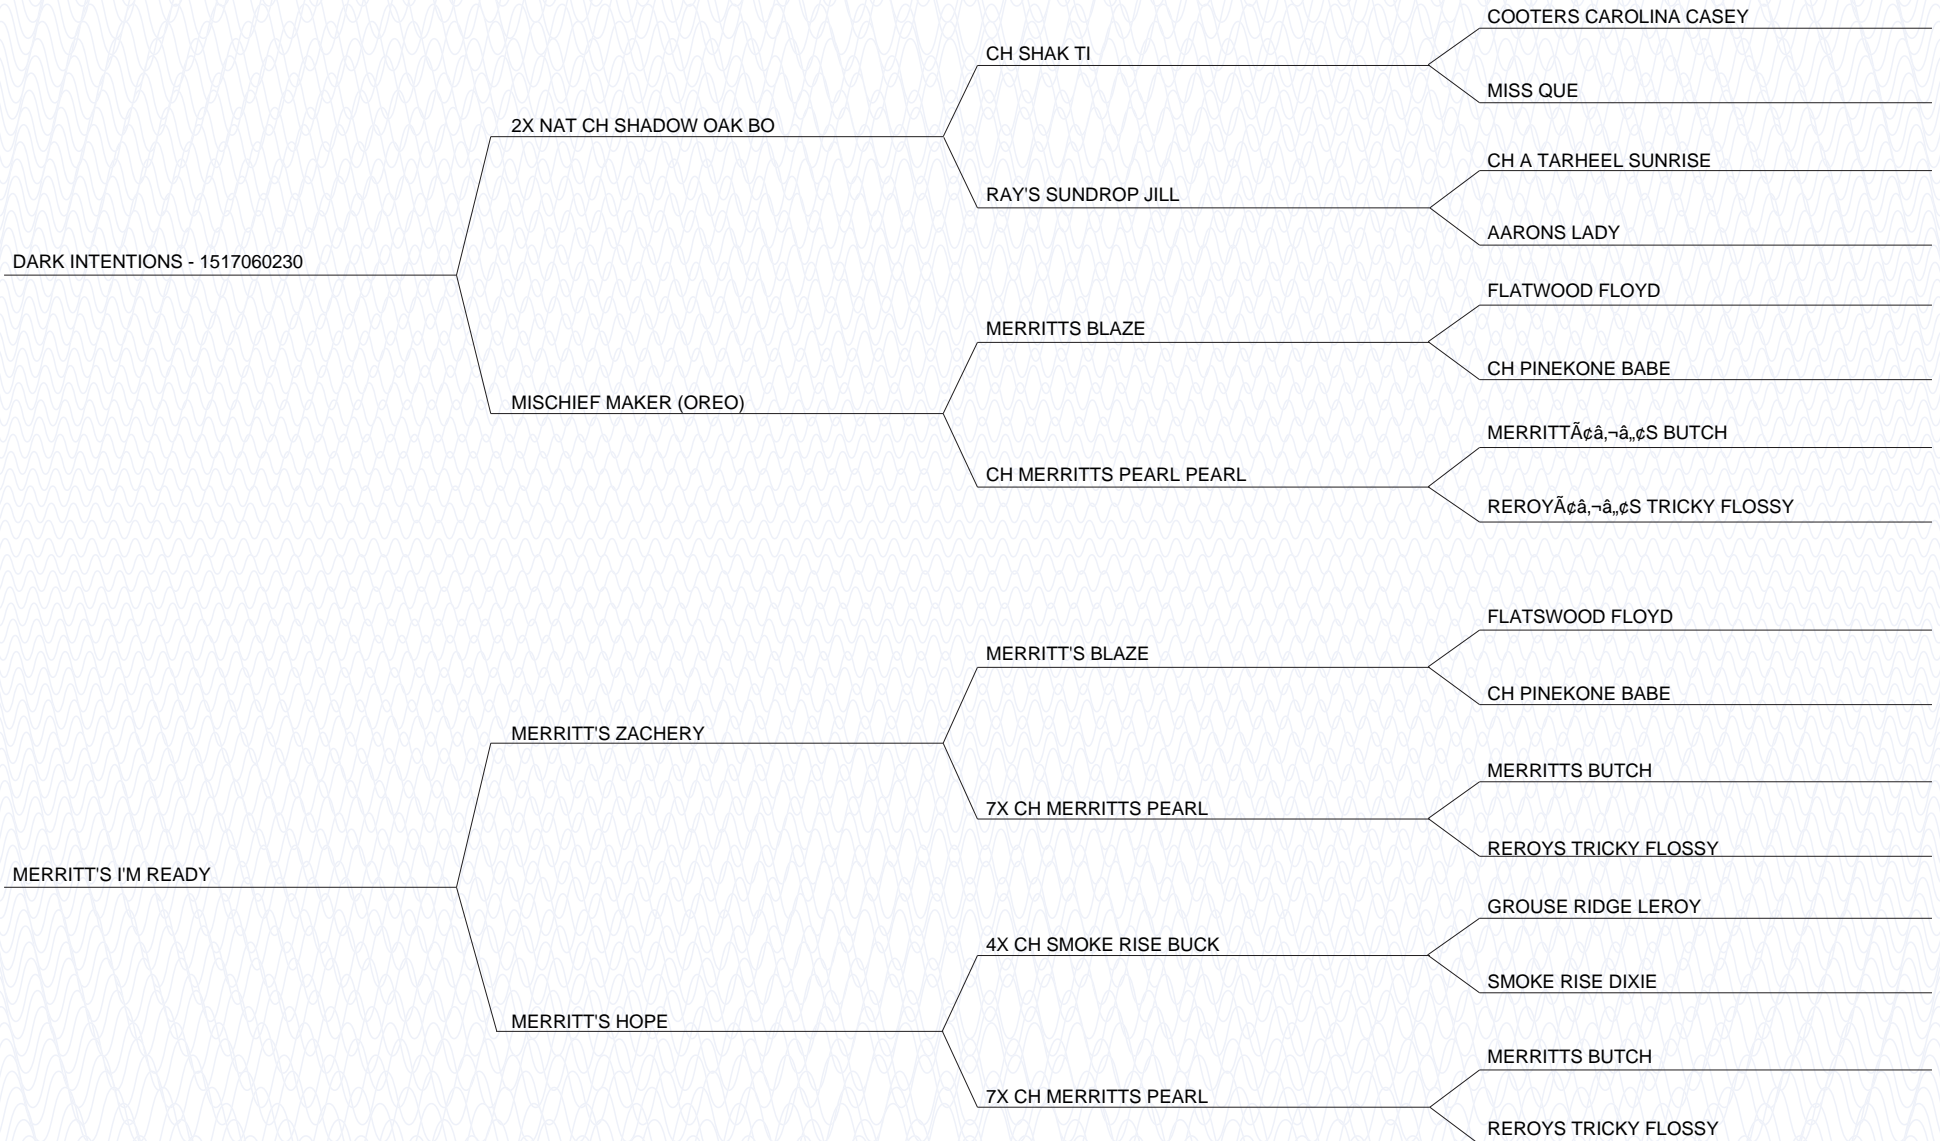 COOTERS CAROLINA CASEY
CH SHAK TI
MISS QUE
2X NAT CH SHADOW OAK BO
CH A TARHEEL SUNRISE
RAY'S SUNDROP JILL
AARONS LADY
DARK INTENTIONS - 1517060230
FLATWOOD FLOYD
MERRITTS BLAZE
CH PINEKONE BABE
MISCHIEF MAKER (OREO)
MERRITTÃ¢â‚¬â„¢S BUTCH
CH MERRITTS PEARL PEARL
REROYÃ¢â‚¬â„¢S TRICKY FLOSSY
FLATSWOOD FLOYD
MERRITT'S BLAZE
CH PINEKONE BABE
MERRITT'S ZACHERY
MERRITTS BUTCH
7X CH MERRITTS PEARL
REROYS TRICKY FLOSSY
MERRITT'S I'M READY
GROUSE RIDGE LEROY
4X CH SMOKE RISE BUCK
SMOKE RISE DIXIE
MERRITT'S HOPE
MERRITTS BUTCH
7X CH MERRITTS PEARL
REROYS TRICKY FLOSSY